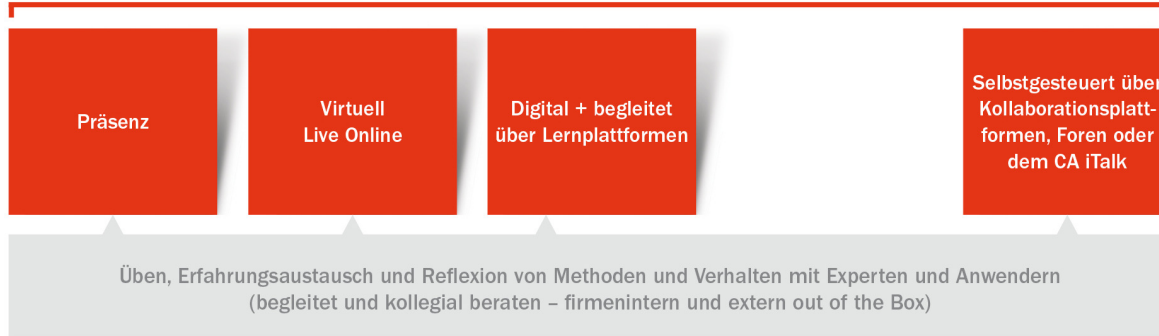 Präsenz
Virtuell
Live Online
Digital + begleitet
über Lernplattformen
Selbstgesteuert über
Kollaborationsplatt-
formen, Foren oder
dem CA iTalk
Üben, Erfahrungsaustausch und Reflexion von Methoden und Verhalten mit Experten und Anwendern
(begleitet und kollegial beraten – firmenintern und extern out of the Box)